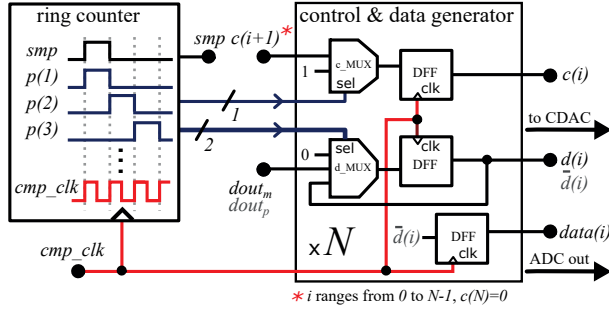 ring counter
smp
p(1)
p(2)
p(3)
cmp_clk
cmp_clk
smp c(i+1)*
1
2
dout_m
dout_p
control & data generator
1
c_MUX
sel
DFF
clk
0
sel
d_MUX
clk
DFF
d̄(i)
DFF
clk
xN
c(i)
to CDAC
d(i)
d̄(i)
data(i)
ADC out
* i ranges from 0 to N-1, c(N)=0